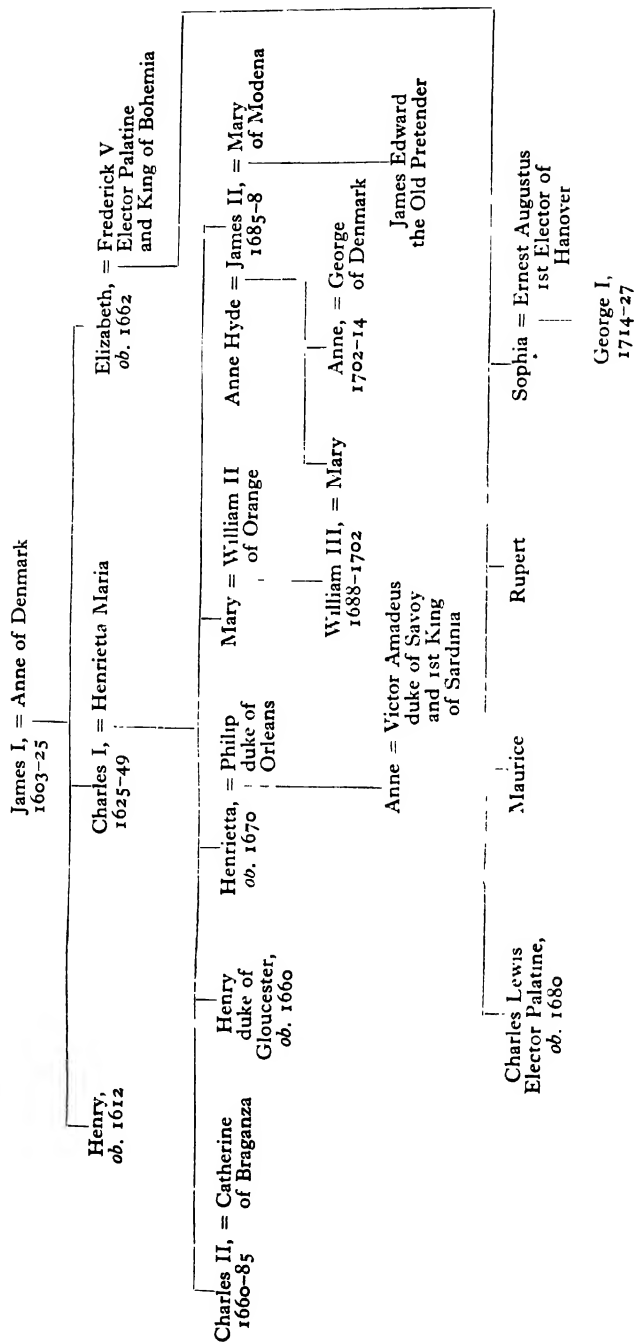 James I, = Anne of Denmark
1603–25
Henry,
ob. 1612
Charles I, = Henrietta Maria
1625–49
Elizabeth, = Frederick V
ob. 1662
Elector Palatine
and King of Bohemia
Charles II, = Catherine
1660–85
of Braganza
Henry
duke of
Gloucester,
ob. 1660
Henrietta, = Philip
ob. 1670
duke of
Orleans
Mary = William II
of Orange
Anne Hyde = James II, = Mary
1685–8
of Modena
Anne = Victor Amadeus
duke of Savoy
and 1st King
of Sardinia
William III, = Mary
1688–1702
Anne, = George
1702–14
of Denmark
James Edward
the Old Pretender
Charles Lewis
Elector Palatine,
ob. 1680
Maurice
Rupert
Sophia = Ernest Augustus
1st Elector of
Hanover
George I,
1714–27